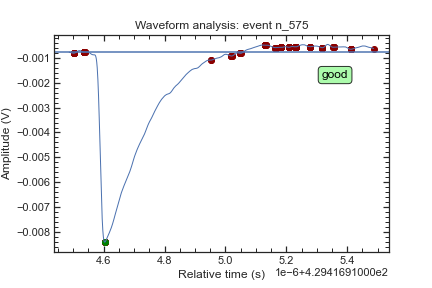 Waveform analysis: event n_575
Amplitude (V)
−0.001
−0.002
−0.003
−0.004
−0.005
−0.006
−0.007
−0.008
good
4.6
4.8
5.0
5.2
5.4
Relative time (s)
1e−6+4.2941691000e2